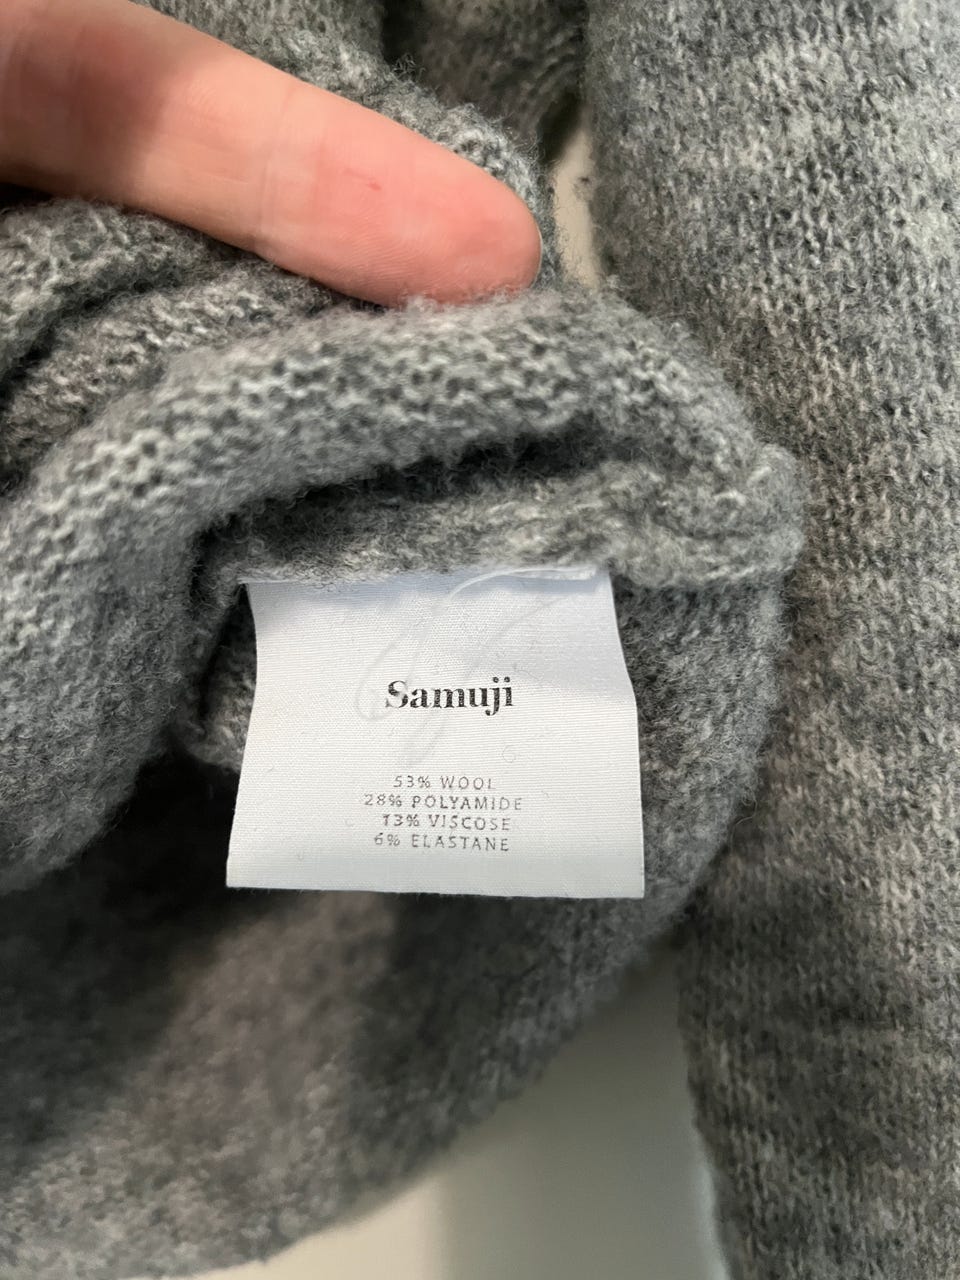 Samuji
53% WOOL
28% POLYAMIDE
13% VISCOSE
6% ELASTANE